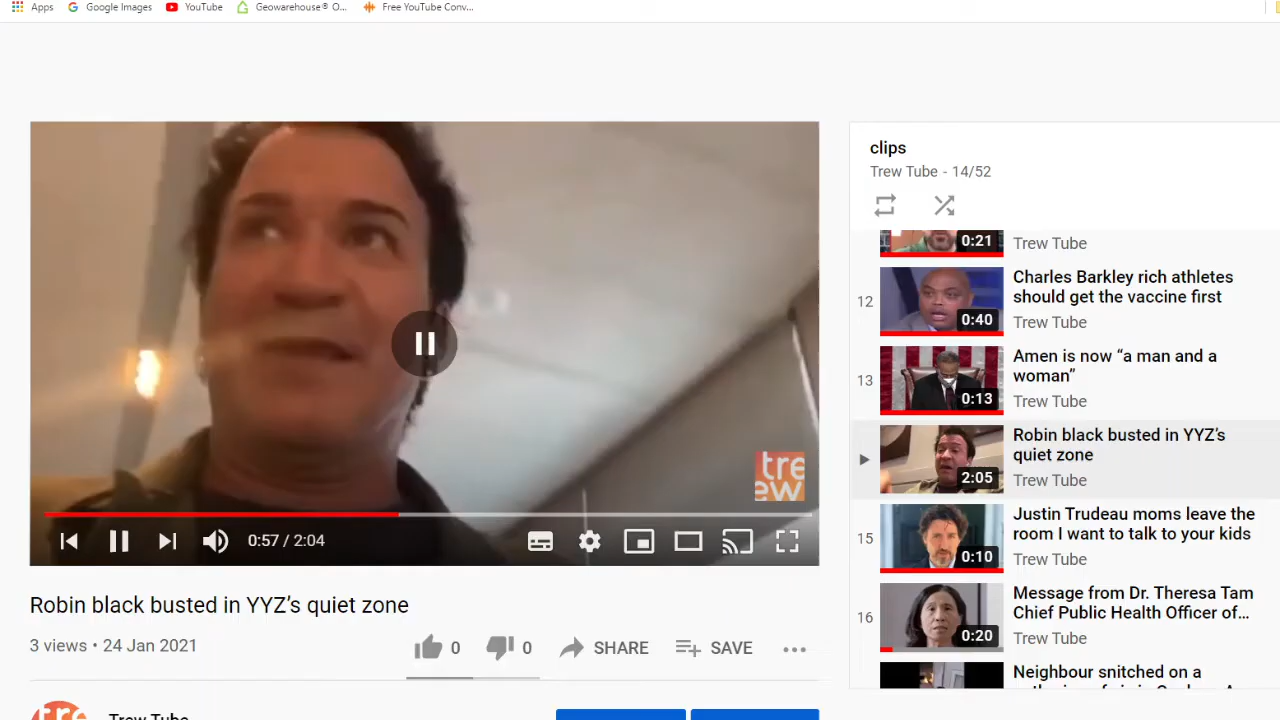 Apps
Google Images
YouTube
Geowarehouse® O...
Free YouTube Conv...
clips
Trew Tube - 14/52
0:21
Trew Tube
12
0:40
Charles Barkley rich athletes
should get the vaccine first
Trew Tube
13
0:13
Amen is now “a man and a
woman”
Trew Tube
2:05
Robin black busted in YYZ’s
quiet zone
Trew Tube
15
0:10
Justin Trudeau moms leave the
room I want to talk to your kids
Trew Tube
16
0:20
Message from Dr. Theresa Tam
Chief Public Health Officer of...
Trew Tube
Neighbour snitched on a
tre
ew
0:57 / 2:04
Robin black busted in YYZ’s quiet zone
3 views • 24 Jan 2021
0
0
SHARE
SAVE
tre
Trew Tube